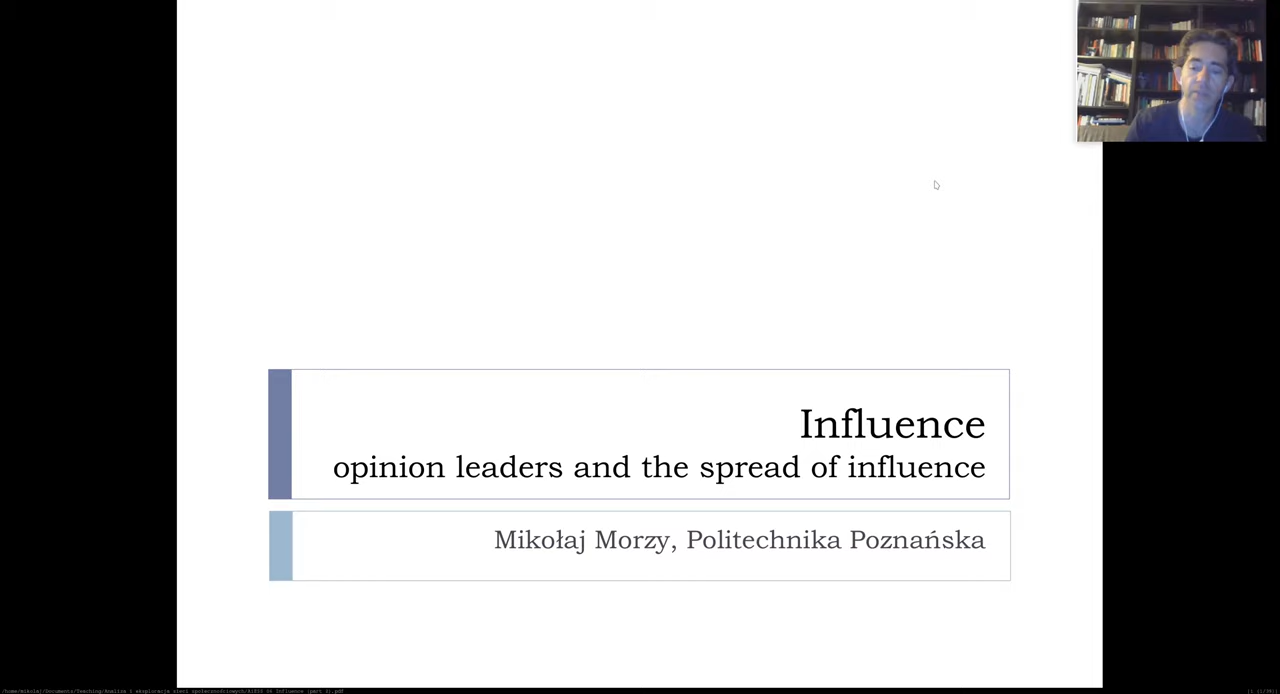 Influence
opinion leaders and the spread of influence
Mikołaj Morzy, Politechnika Poznańska